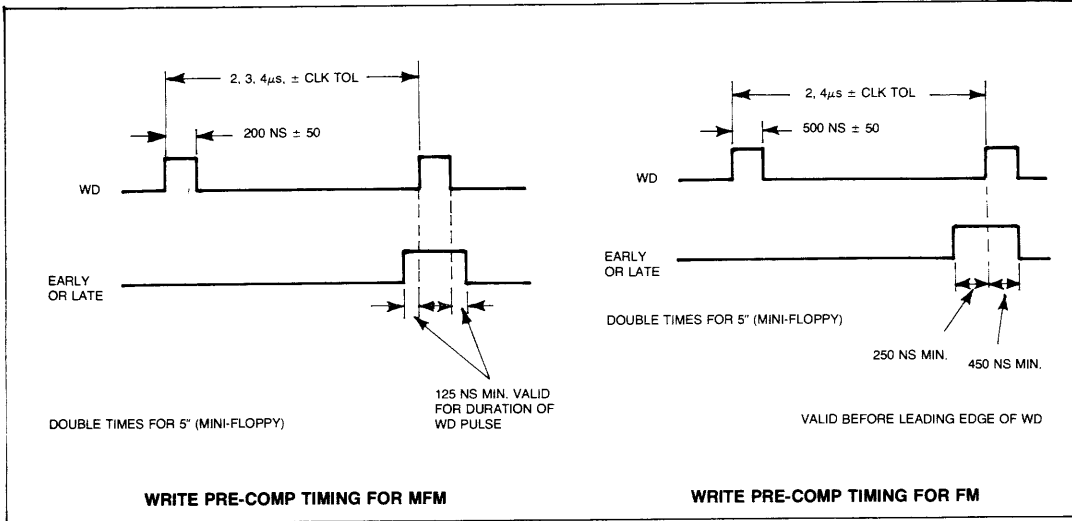 2, 3, 4μs, ± CLK TOL
200 NS ± 50
WD
EARLY
OR LATE
125 NS MIN. VALID
FOR DURATION OF
WD PULSE
DOUBLE TIMES FOR 5" (MINI-FLOPPY)
WRITE PRE-COMP TIMING FOR MFM
2, 4μs ± CLK TOL
500 NS ± 50
WD
EARLY
OR LATE
DOUBLE TIMES FOR 5" (MINI-FLOPPY)
250 NS MIN.
450 NS MIN.
VALID BEFORE LEADING EDGE OF WD
WRITE PRE-COMP TIMING FOR FM